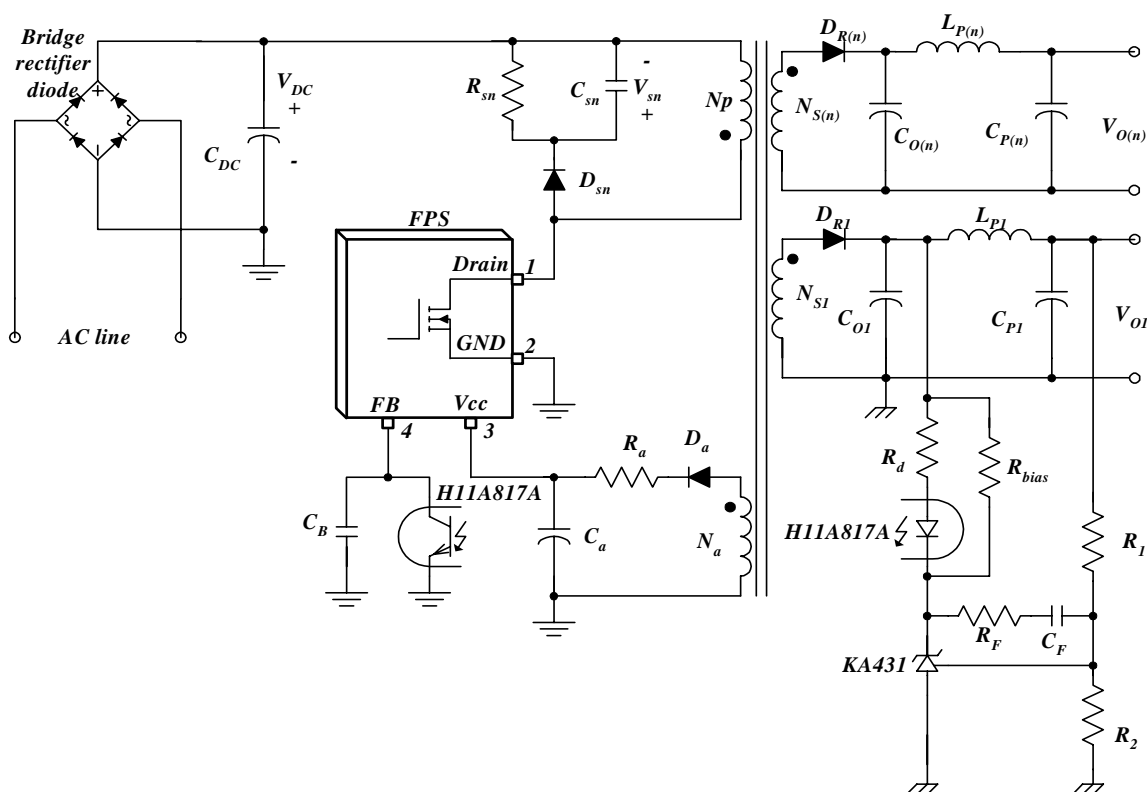 Bridge
rectifier
diode
V_DC
+
C_DC
-
+
~
~
-
AC line
R_sn
C_sn
-
V_sn
+
D_sn
Np
FPS
Drain
1
GND
2
FB
Vcc
4
3
C_B
H11A817A
C_a
R_a
D_a
N_a
D_R(n)
L_P(n)
N_S(n)
C_O(n)
C_P(n)
V_O(n)
D_R1
L_P1
N_S1
C_O1
C_P1
V_O1
R_d
R_bias
H11A817A
R_1
R_F
C_F
KA431
R_2